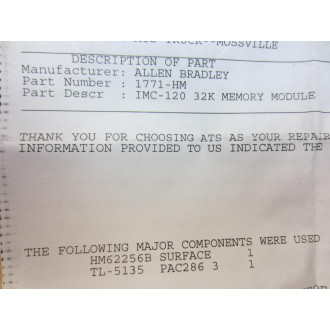 TRUCK--MOSSVILLE
DESCRIPTION OF PART
Manufacturer: ALLEN BRADLEY
Part Number : 1771-HM
Part Descr : IMC-120 32K MEMORY MODULE
THANK YOU FOR CHOOSING ATS AS YOUR REPAIR
INFORMATION PROVIDED TO US INDICATED THE
THE FOLLOWING MAJOR COMPONENTS WERE USED
HM62256B SURFACE 1
TL-5135 PAC286 3 1